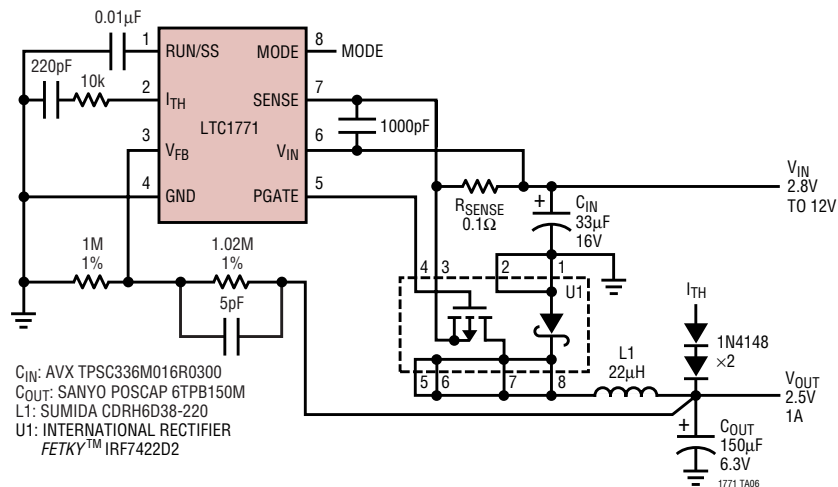 0.01µF
1 RUN/SS
MODE 8 MODE
220pF
10k
2 ITH
SENSE 7
LTC1771
1000pF
3 VFB
VIN 6
4 GND
PGATE 5
VIN
2.8V
TO 12V
RSENSE
0.1Ω
+ CIN
33µF
16V
1M
1%
1.02M
1%
5pF
4 3 2 1
U1
5 6 7 8
ITH
1N4148
×2
L1
22µH
VOUT
2.5V
1A
+ COUT
150µF
6.3V
CIN: AVX TPSC336M016R0300
COUT: SANYO POSCAP 6TPB150M
L1: SUMIDA CDRH6D38-220
U1: INTERNATIONAL RECTIFIER
FETKY™ IRF7422D2
1771 TA06